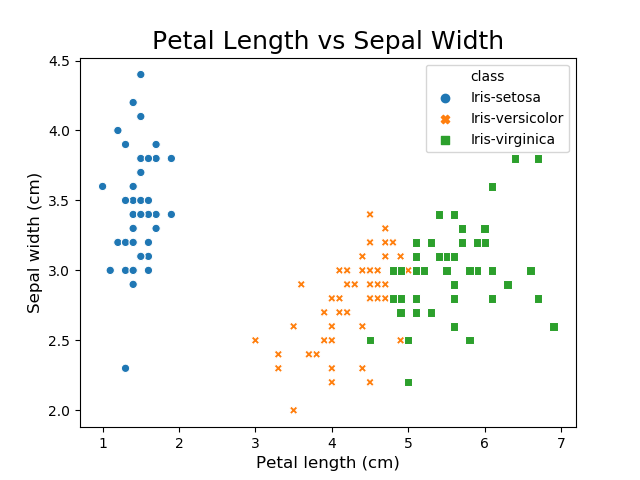 Petal Length vs Sepal Width
class
Iris-setosa
Iris-versicolor
Iris-virginica
Sepal width (cm)
4.5
4.0
3.5
3.0
2.5
2.0
1
2
3
4
5
6
7
Petal length (cm)